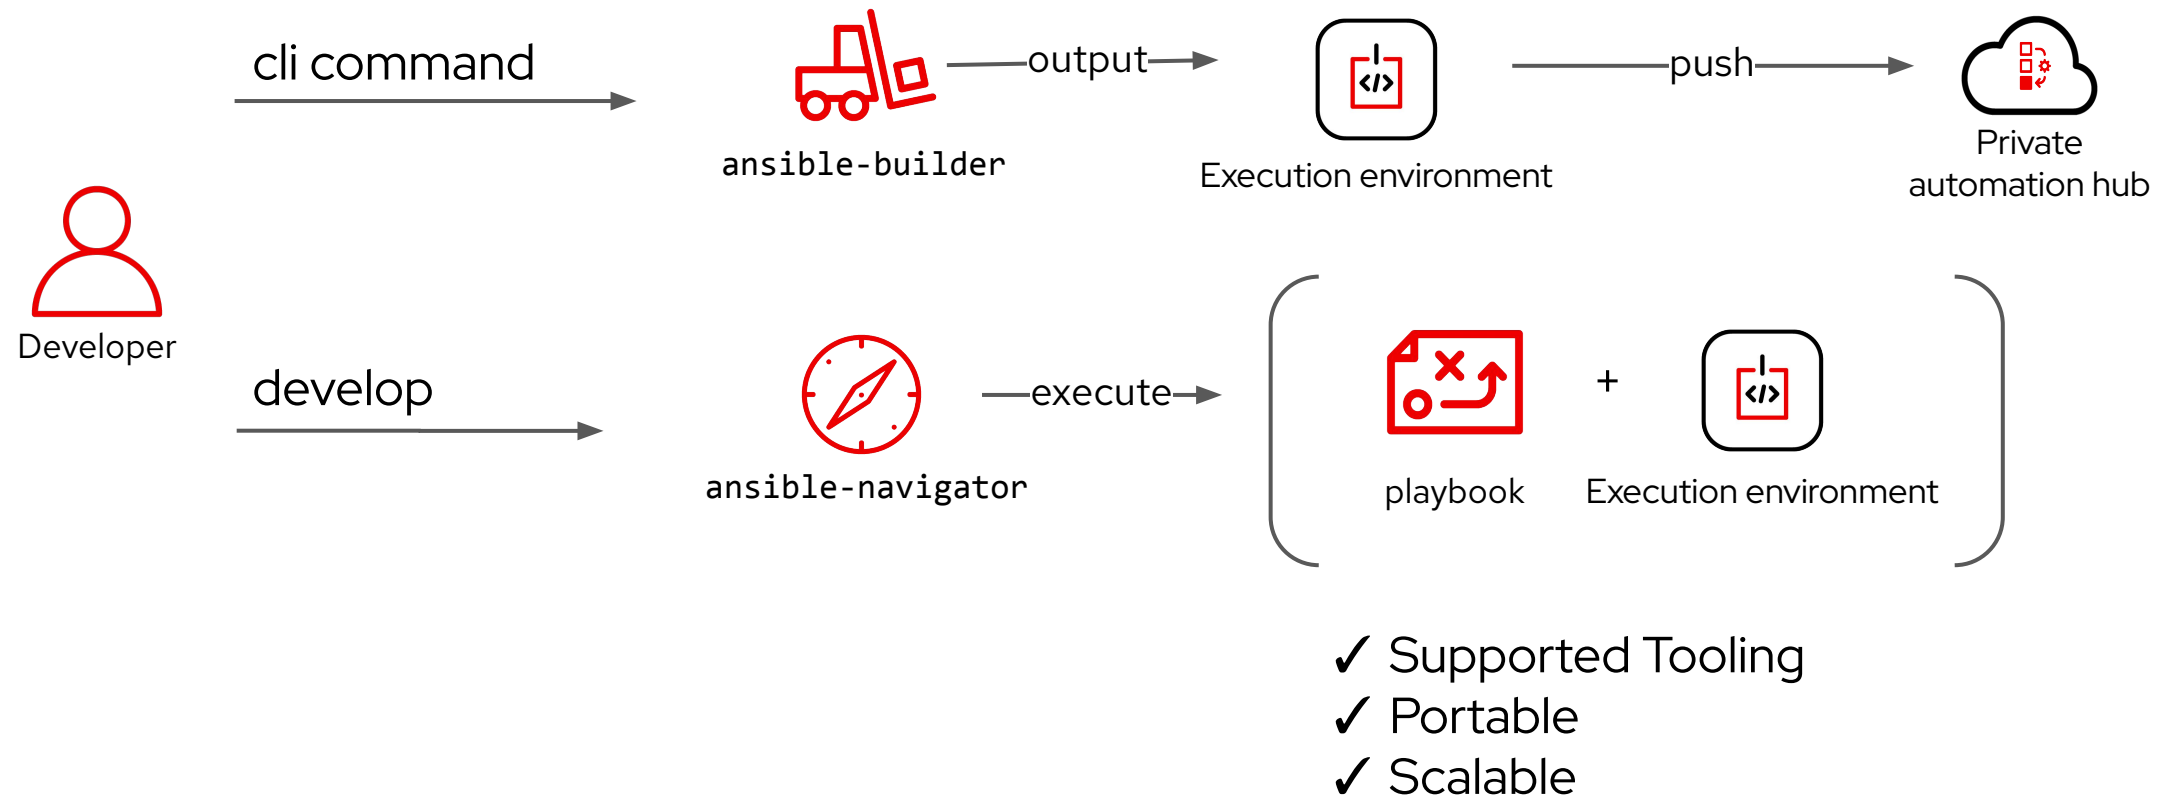 cli command
output
push
ansible-builder
Execution environment
Private
automation hub
Developer
develop
execute
+
ansible-navigator
playbook
Execution environment
✓ Supported Tooling
✓ Portable
✓ Scalable